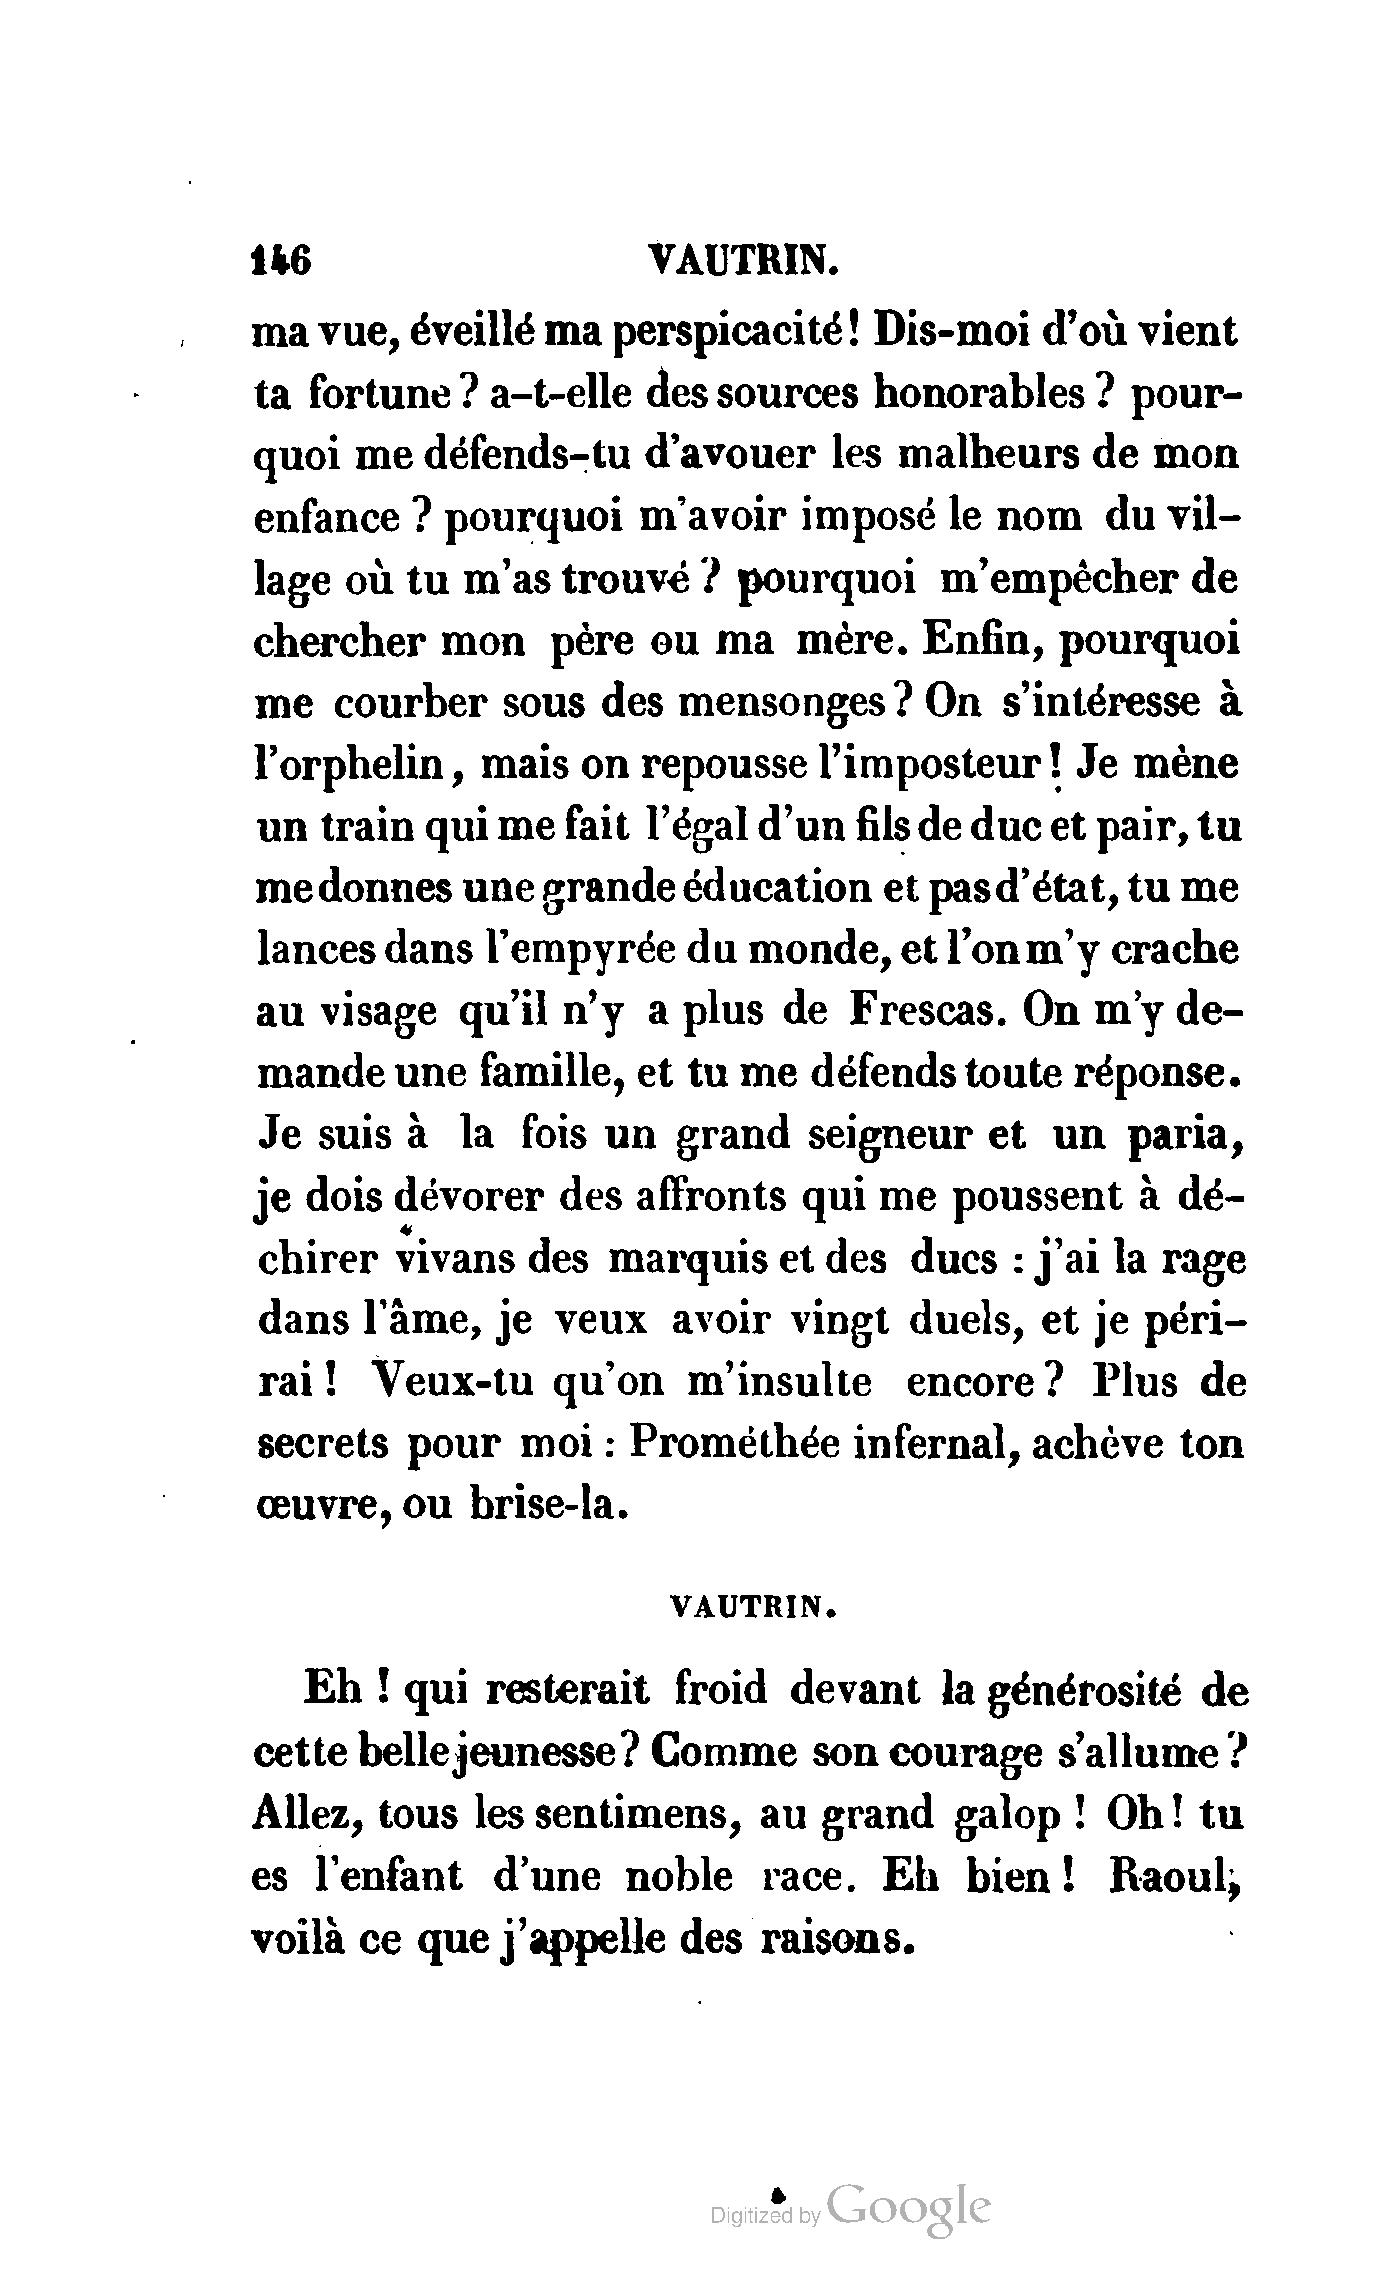 146 VAUTRIN.
ma vue, éveillé ma perspicacité! Dis-moi d'où vient
ta fortune ? a-t-elle des sources honorables ? pour-
quoi me défends-tu d'avouer les malheurs de mon
enfance ? pourquoi m'avoir imposé le nom du vil-
lage où tu m'as trouvé ? pourquoi m'empêcher de
chercher mon père ou ma mère. Enfin, pourquoi
me courber sous des mensonges ? On s'intéresse à
l'orphelin, mais on repousse l'imposteur! Je mène
un train qui me fait l'égal d'un fils de duc et pair, tu
me donnes une grande éducation et pas d'état, tu me
lances dans l'empyrée du monde, et l'on m'y crache
au visage qu'il n'y a plus de Frescas. On m'y de-
mande une famille, et tu me défends toute réponse.
Je suis à la fois un grand seigneur et un paria,
je dois dévorer des affronts qui me poussent à dé-
chirer vivans des marquis et des ducs : j'ai la rage
dans l'âme, je veux avoir vingt duels, et je péri-
rai ! Veux-tu qu'on m'insulte encore ? Plus de
secrets pour moi : Prométhée infernal, achève ton
œuvre, ou brise-la.
VAUTRIN.
Eh ! qui resterait froid devant la générosité de
cette belle jeunesse? Comme son courage s'allume ?
Allez, tous les sentimens, au grand galop ! Oh! tu
es l'enfant d'une noble race. Eh bien ! Raoul,
voilà ce que j'appelle des raisons.
Digitized by Google